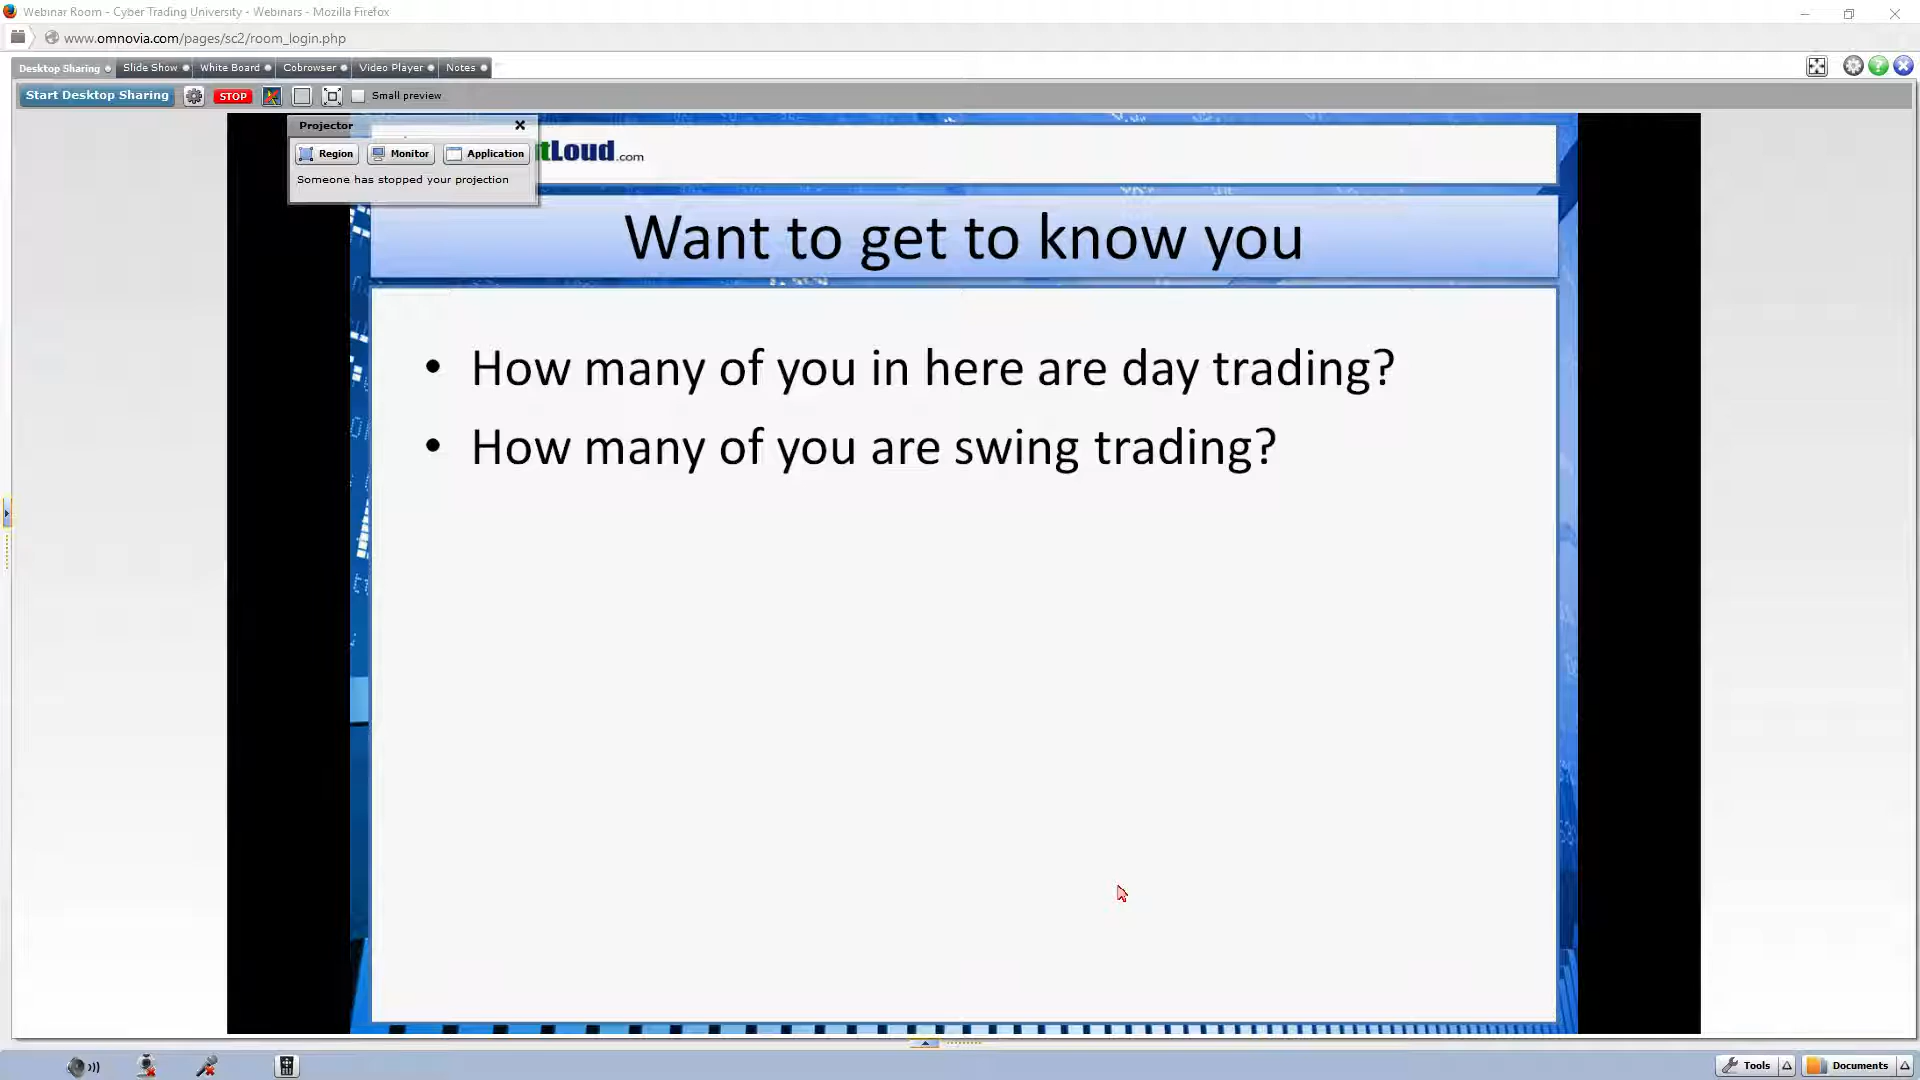 Webinar Room - Cyber Trading University - Webinars - Mozilla Firefox
www.omnovia.com/pages/sc2/room_login.php
Desktop Sharing Slide Show White Board Cobrowser Video Player Notes
Start Desktop Sharing STOP Small preview
Projector
Region Monitor Application
Someone has stopped your projection
tLoud.com
Want to get to know you
• How many of you in here are day trading?
• How many of you are swing trading?
Tools Documents